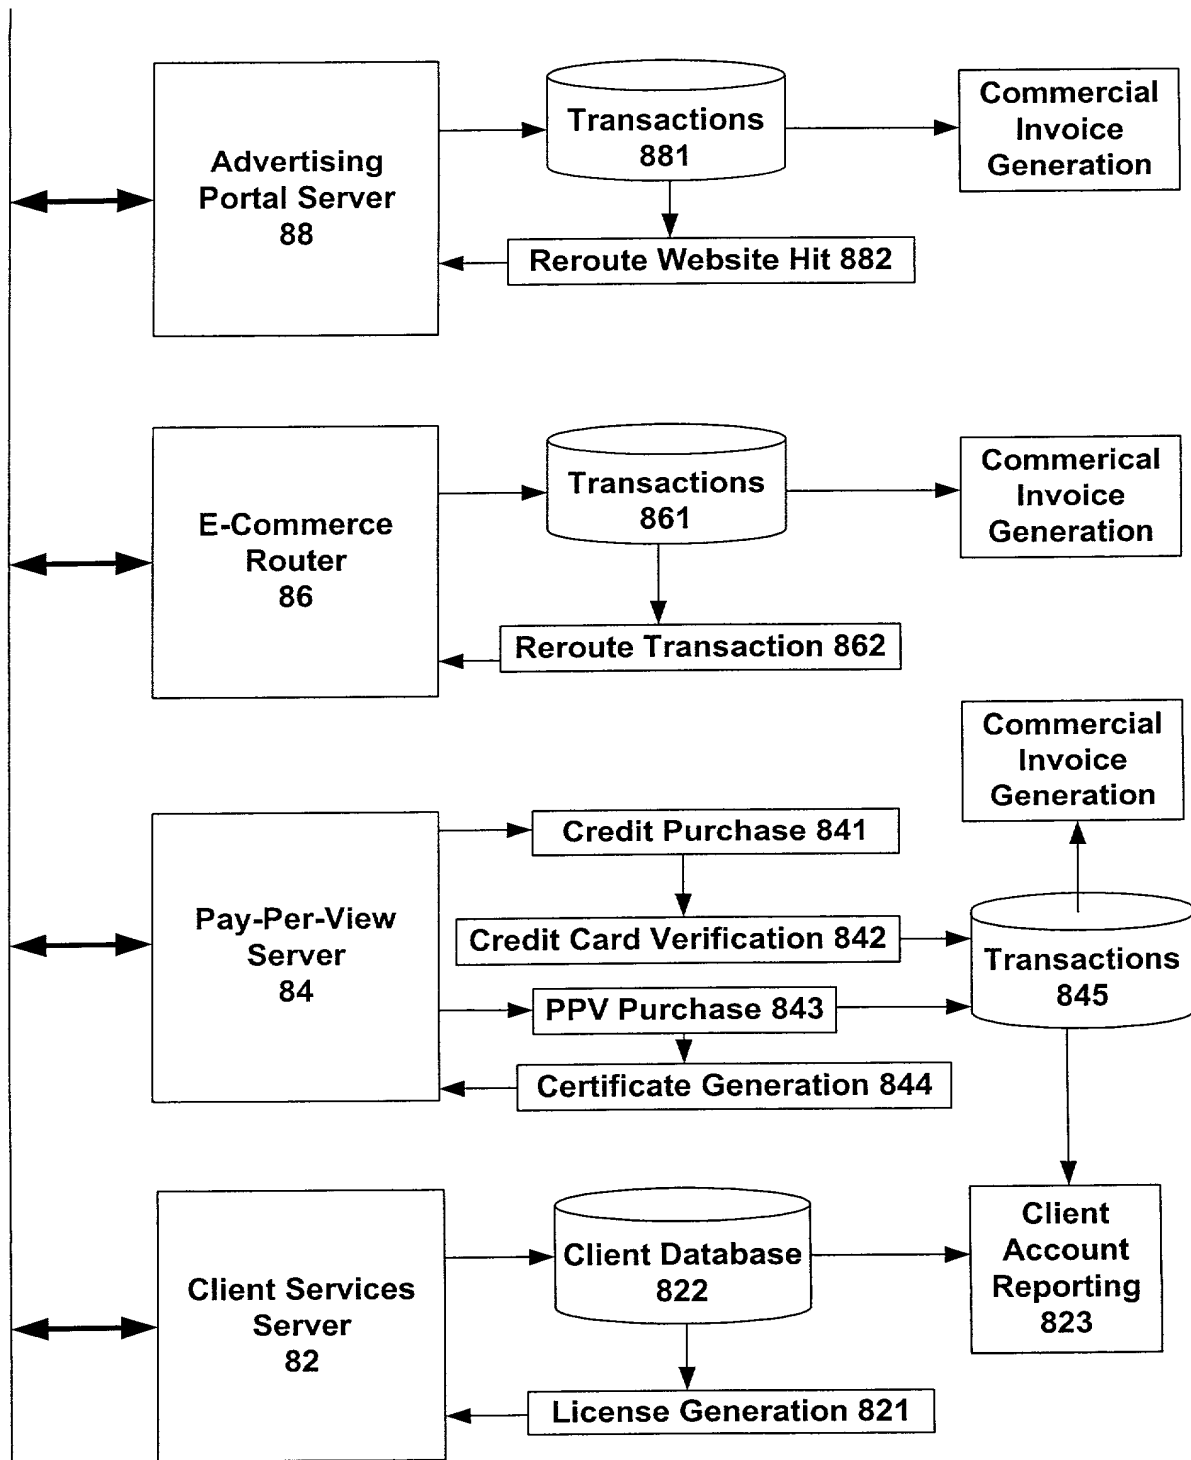 Advertising
Portal Server
88
Transactions
881
Commercial
Invoice
Generation
Reroute Website Hit 882
E-Commerce
Router
86
Transactions
861
Commerical
Invoice
Generation
Reroute Transaction 862
Commercial
Invoice
Generation
Pay-Per-View
Server
84
Credit Purchase 841
Credit Card Verification 842
PPV Purchase 843
Certificate Generation 844
Transactions
845
Client Services
Server
82
Client Database
822
Client
Account
Reporting
823
License Generation 821